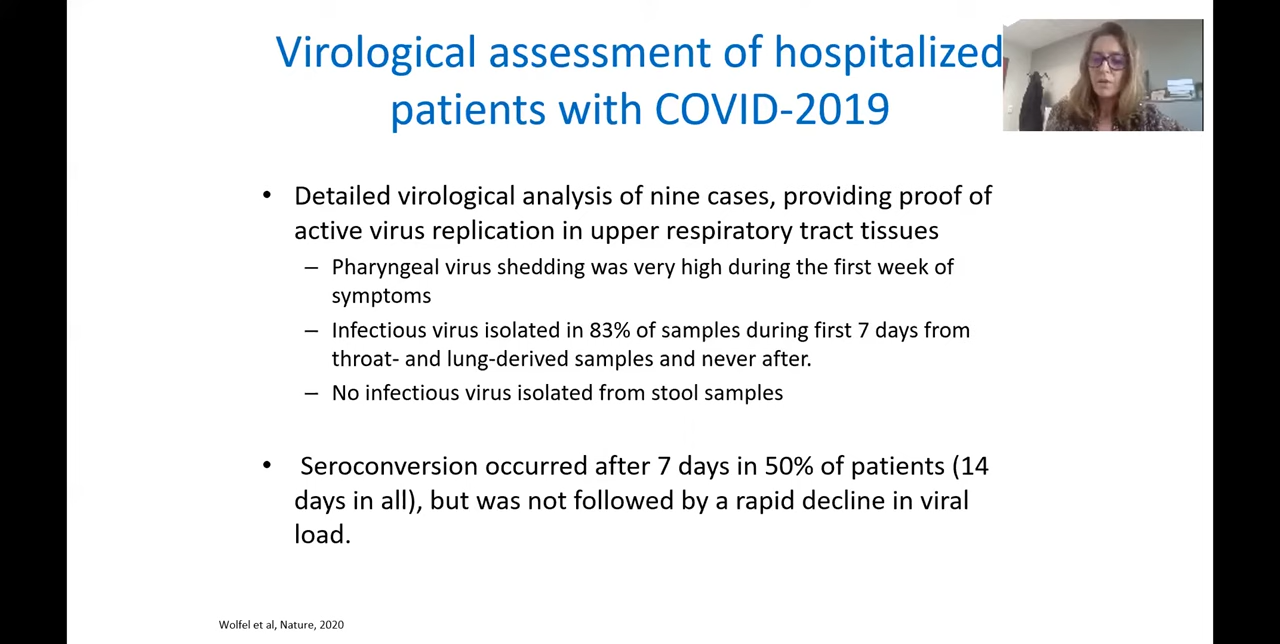 Virological assessment of hospitalized
patients with COVID-2019
• Detailed virological analysis of nine cases, providing proof of
active virus replication in upper respiratory tract tissues
– Pharyngeal virus shedding was very high during the first week of
symptoms
– Infectious virus isolated in 83% of samples during first 7 days from
throat- and lung-derived samples and never after.
– No infectious virus isolated from stool samples
• Seroconversion occurred after 7 days in 50% of patients (14
days in all), but was not followed by a rapid decline in viral
load.
Wolfel et al, Nature, 2020